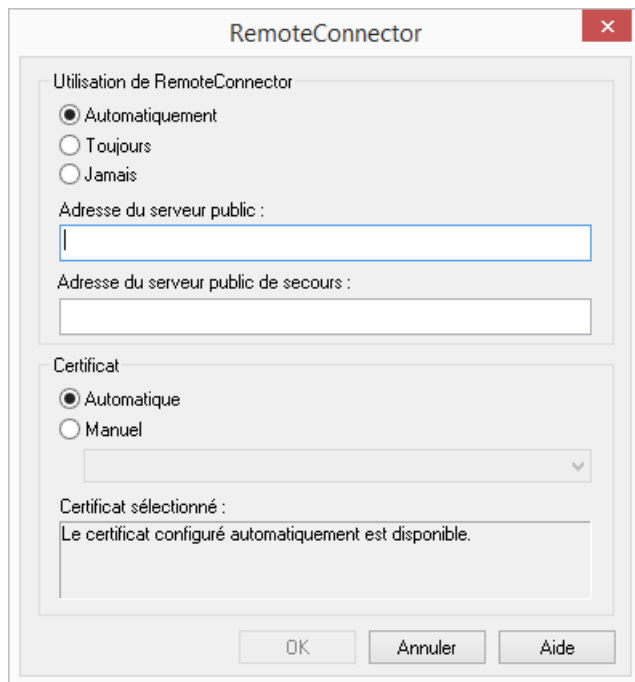 RemoteConnector
Utilisation de RemoteConnector
Automatiquement
Toujours
Jamais
Adresse du serveur public :
Adresse du serveur public de secours :
Certificat
Automatique
Manuel
Certificat sélectionné :
Le certificat configuré automatiquement est disponible.
OK
Annuler
Aide